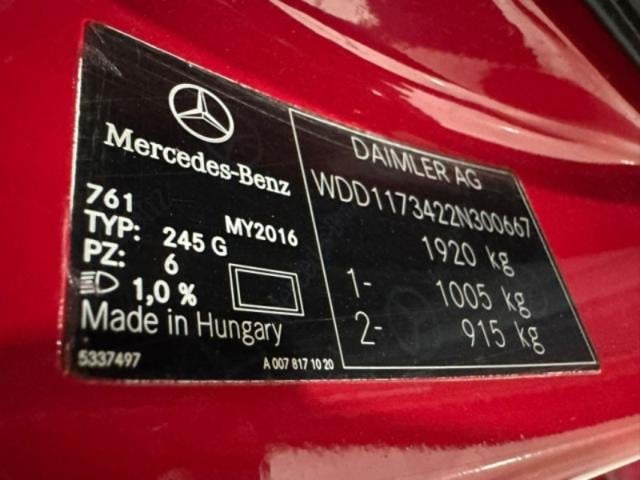 Mercedes-Benz
761
TYP: 245 G MY2016
PZ: 6
1,0 %
Made in Hungary
5337497 A 007 817 10 20
DAIMLER AG
WDD1173422N300667
1920 kg
1- 1005 kg
2- 915 kg